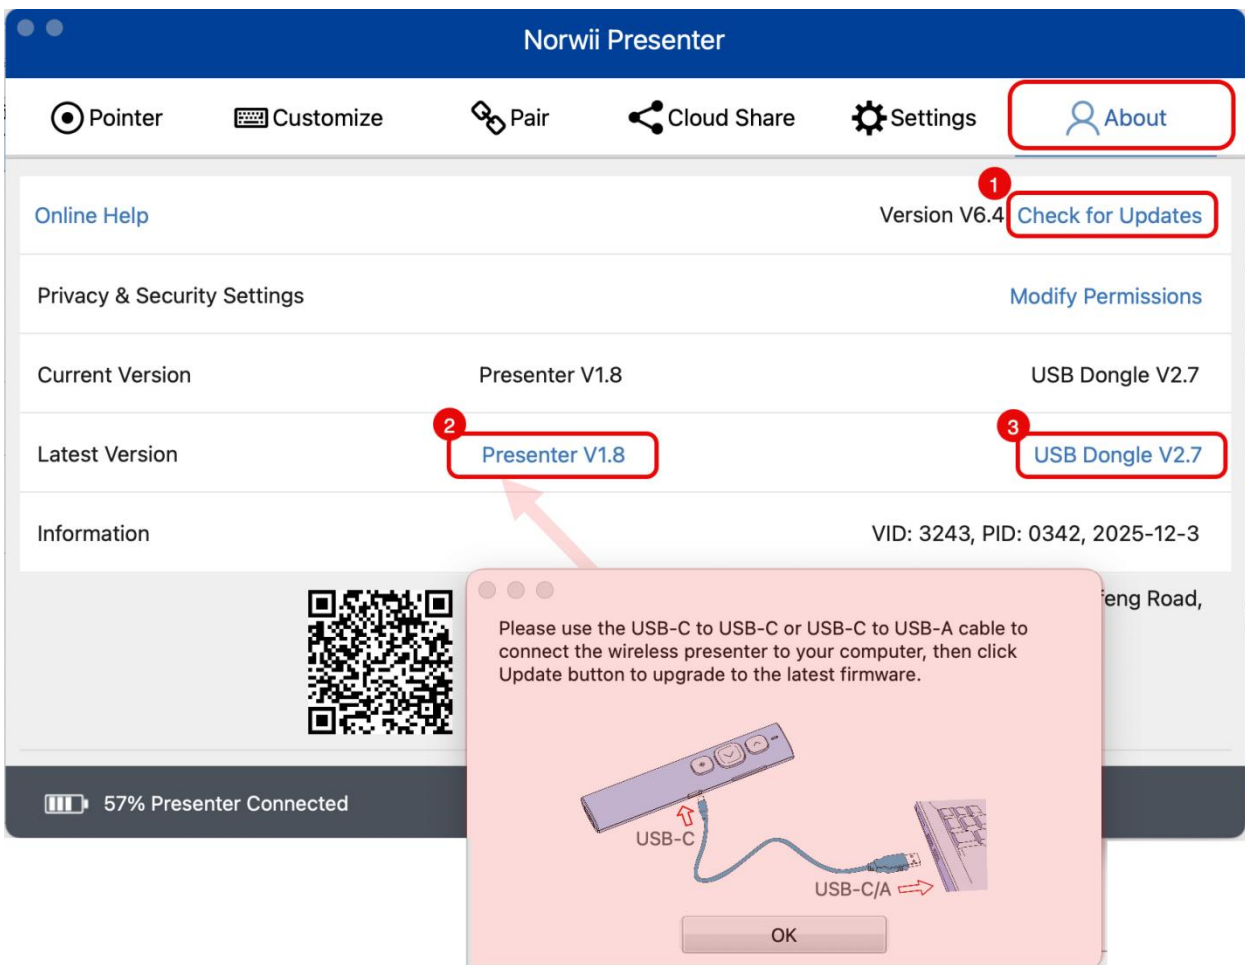 Norwii Presenter
Pointer Customize Pair Cloud Share Settings About
1
Online Help Version V6.4 Check for Updates
Privacy & Security Settings Modify Permissions
Current Version Presenter V1.8 USB Dongle V2.7
2 3
Latest Version Presenter V1.8 USB Dongle V2.7
Information VID: 3243, PID: 0342, 2025-12-3
Road,
Please use the USB-C to USB-C or USB-C to USB-A cable to
connect the wireless presenter to your computer, then click
Update button to upgrade to the latest firmware.
57% Presenter Connected
USB-C
USB-C/A
OK